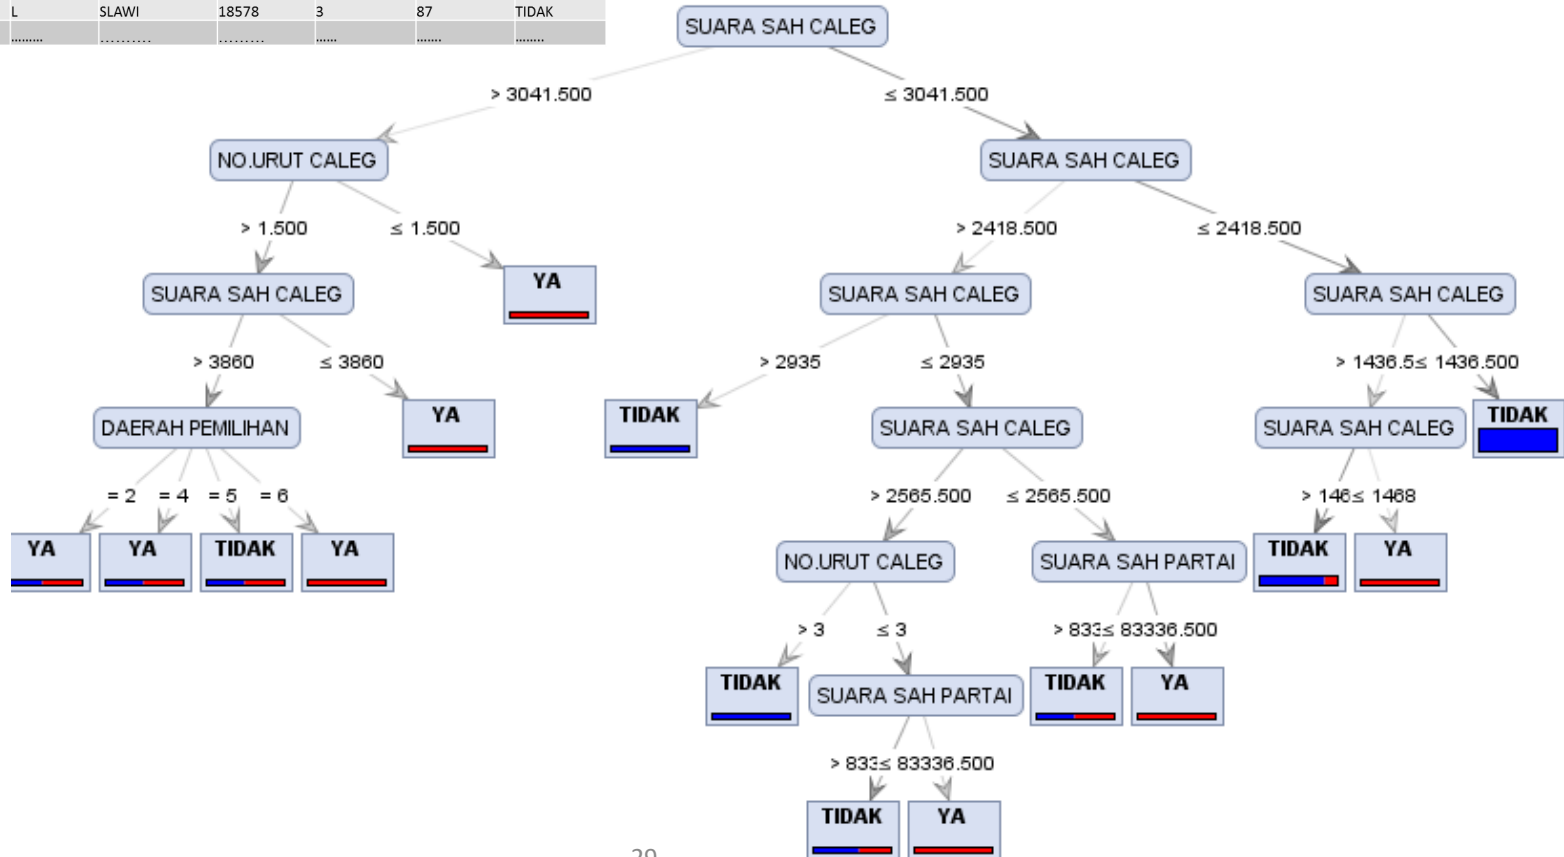 L SLAWI 18578 3 87 TIDAK
......... .......... ......... ...... ....... ........
SUARA SAH CALEG
> 3041.500 ≤ 3041.500
NO.URUT CALEG SUARA SAH CALEG
> 1.500 ≤ 1.500 > 2418.500 ≤ 2418.500
SUARA SAH CALEG YA SUARA SAH CALEG SUARA SAH CALEG
> 3860 ≤ 3860 > 2935 ≤ 2935 > 1436.5 ≤ 1436.500
DAERAH PEMILIHAN YA TIDAK SUARA SAH CALEG SUARA SAH CALEG TIDAK
= 2 = 4 = 5 = 6 > 2565.500 ≤ 2565.500 > 146 ≤ 1468
YA YA TIDAK YA NO.URUT CALEG SUARA SAH PARTAI TIDAK YA
> 3 ≤ 3 > 833 ≤ 83336.500
TIDAK SUARA SAH PARTAI TIDAK YA
> 833 ≤ 83336.500
TIDAK YA